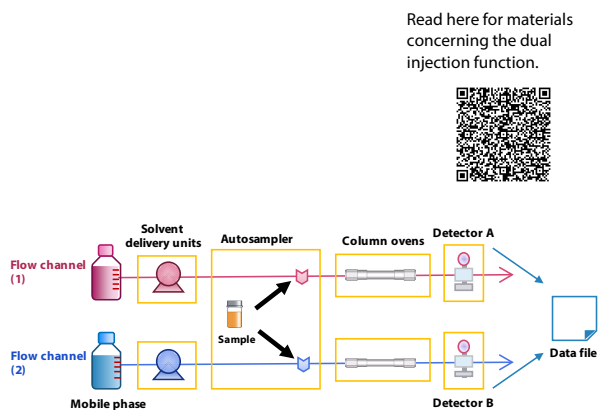 Read here for materials
concerning the dual
injection function.
Solvent
delivery units
Autosampler
Column ovens
Detector A
Flow channel
(1)
Sample
Flow channel
(2)
Data file
Mobile phase
Detector B